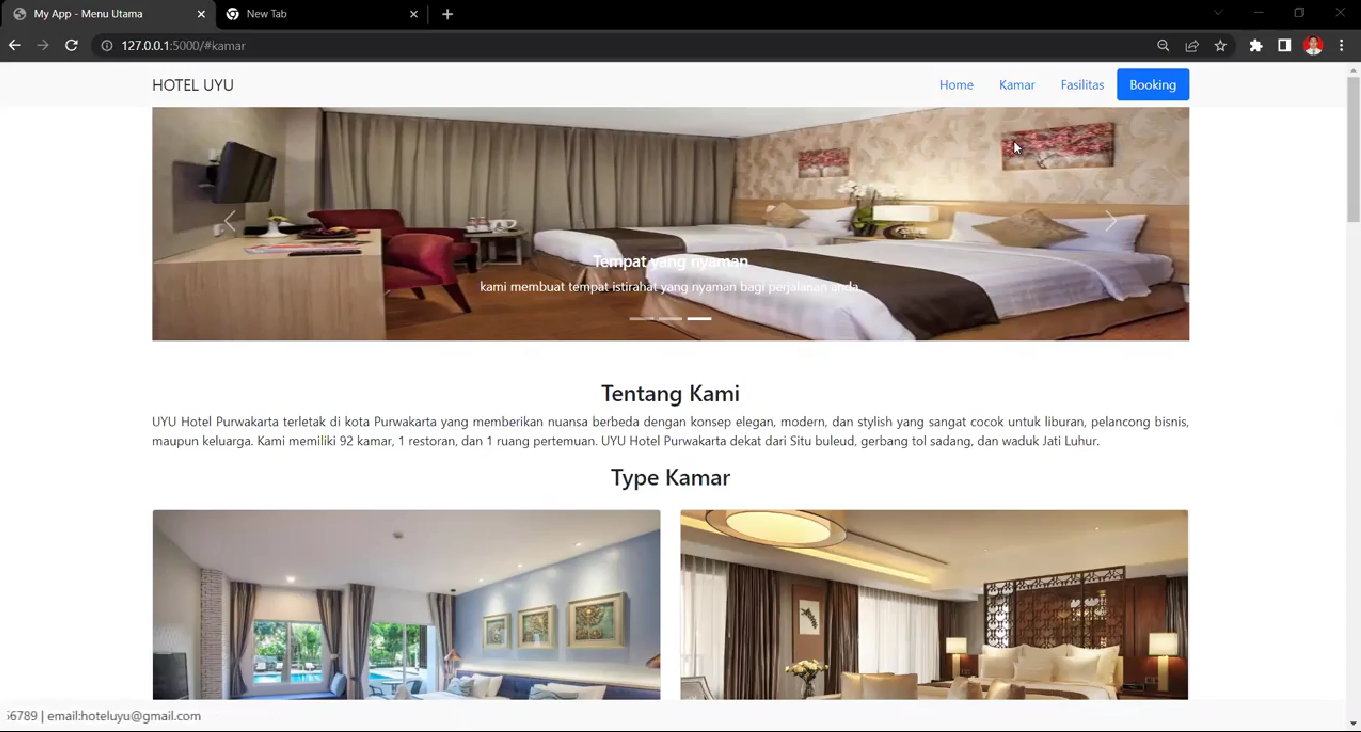 My App - Menu Utama
New Tab
127.0.0.1:5000/#kamar
HOTEL UYU
Home
Kamar
Fasilitas
Booking
Tempat yang nyaman
kami membuat tempat istirahat yang nyaman bagi perjalanan anda.
Tentang Kami
UYU Hotel Purwakarta terletak di kota Purwakarta yang memberikan nuansa berbeda dengan konsep elegan, modern, dan stylish yang sangat cocok untuk liburan, pelancong bisnis,
maupun keluarga. Kami memiliki 92 kamar, 1 restoran, dan 1 ruang pertemuan. UYU Hotel Purwakarta dekat dari Situ buleud, gerbang tol sadang, dan waduk Jati Luhur.
Type Kamar
56789 | email:hoteluyu@gmail.com